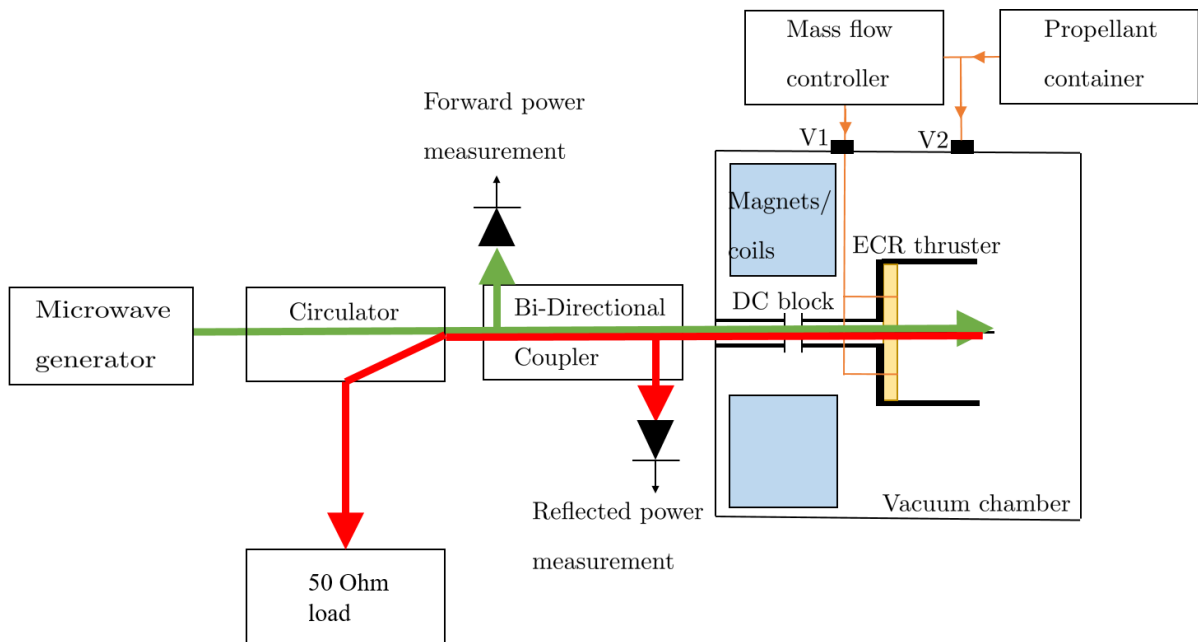 Mass flow
controller
Propellant
container
Forward power
measurement
V1
V2
Magnets/
coils
ECR thruster
DC block
Microwave
generator
Circulator
Bi-Directional
Coupler
Reflected power
measurement
Vacuum chamber
50 Ohm
load